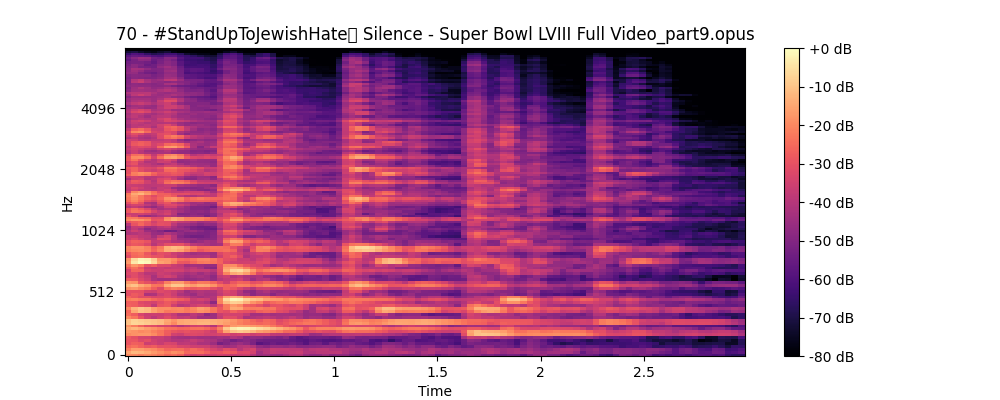 70 - #StandUpToJewishHate▯ Silence - Super Bowl LVIII Full Video_part9.opus
+0 dB
-10 dB
-20 dB
-30 dB
-40 dB
-50 dB
-60 dB
-70 dB
-80 dB
4096
2048
1024
512
0
Hz
0
0.5
1
1.5
2
2.5
Time